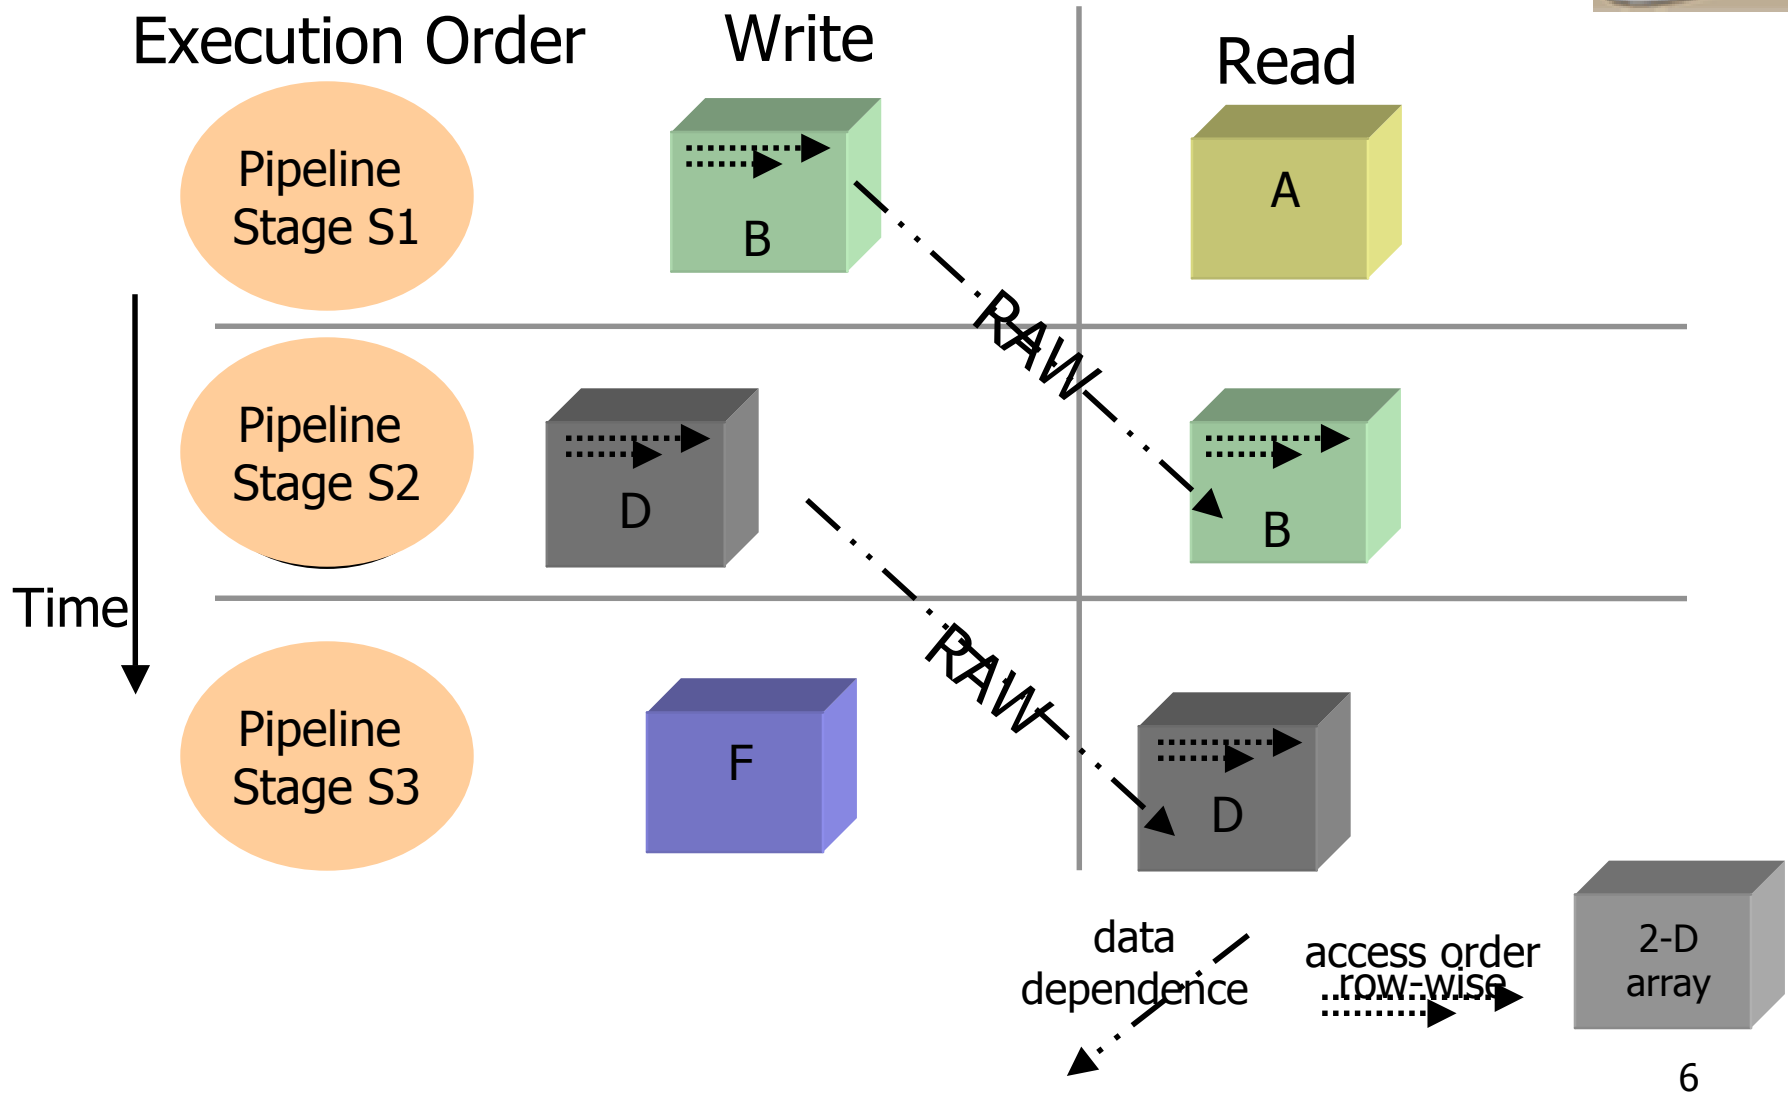 Execution Order
Write
Read
Pipeline
Stage S1
B
A
RAW
Pipeline
Stage S2
D
B
Time
RAW
Pipeline
Stage S3
F
D
data
dependence
access order
row-wise
2-D
array
6